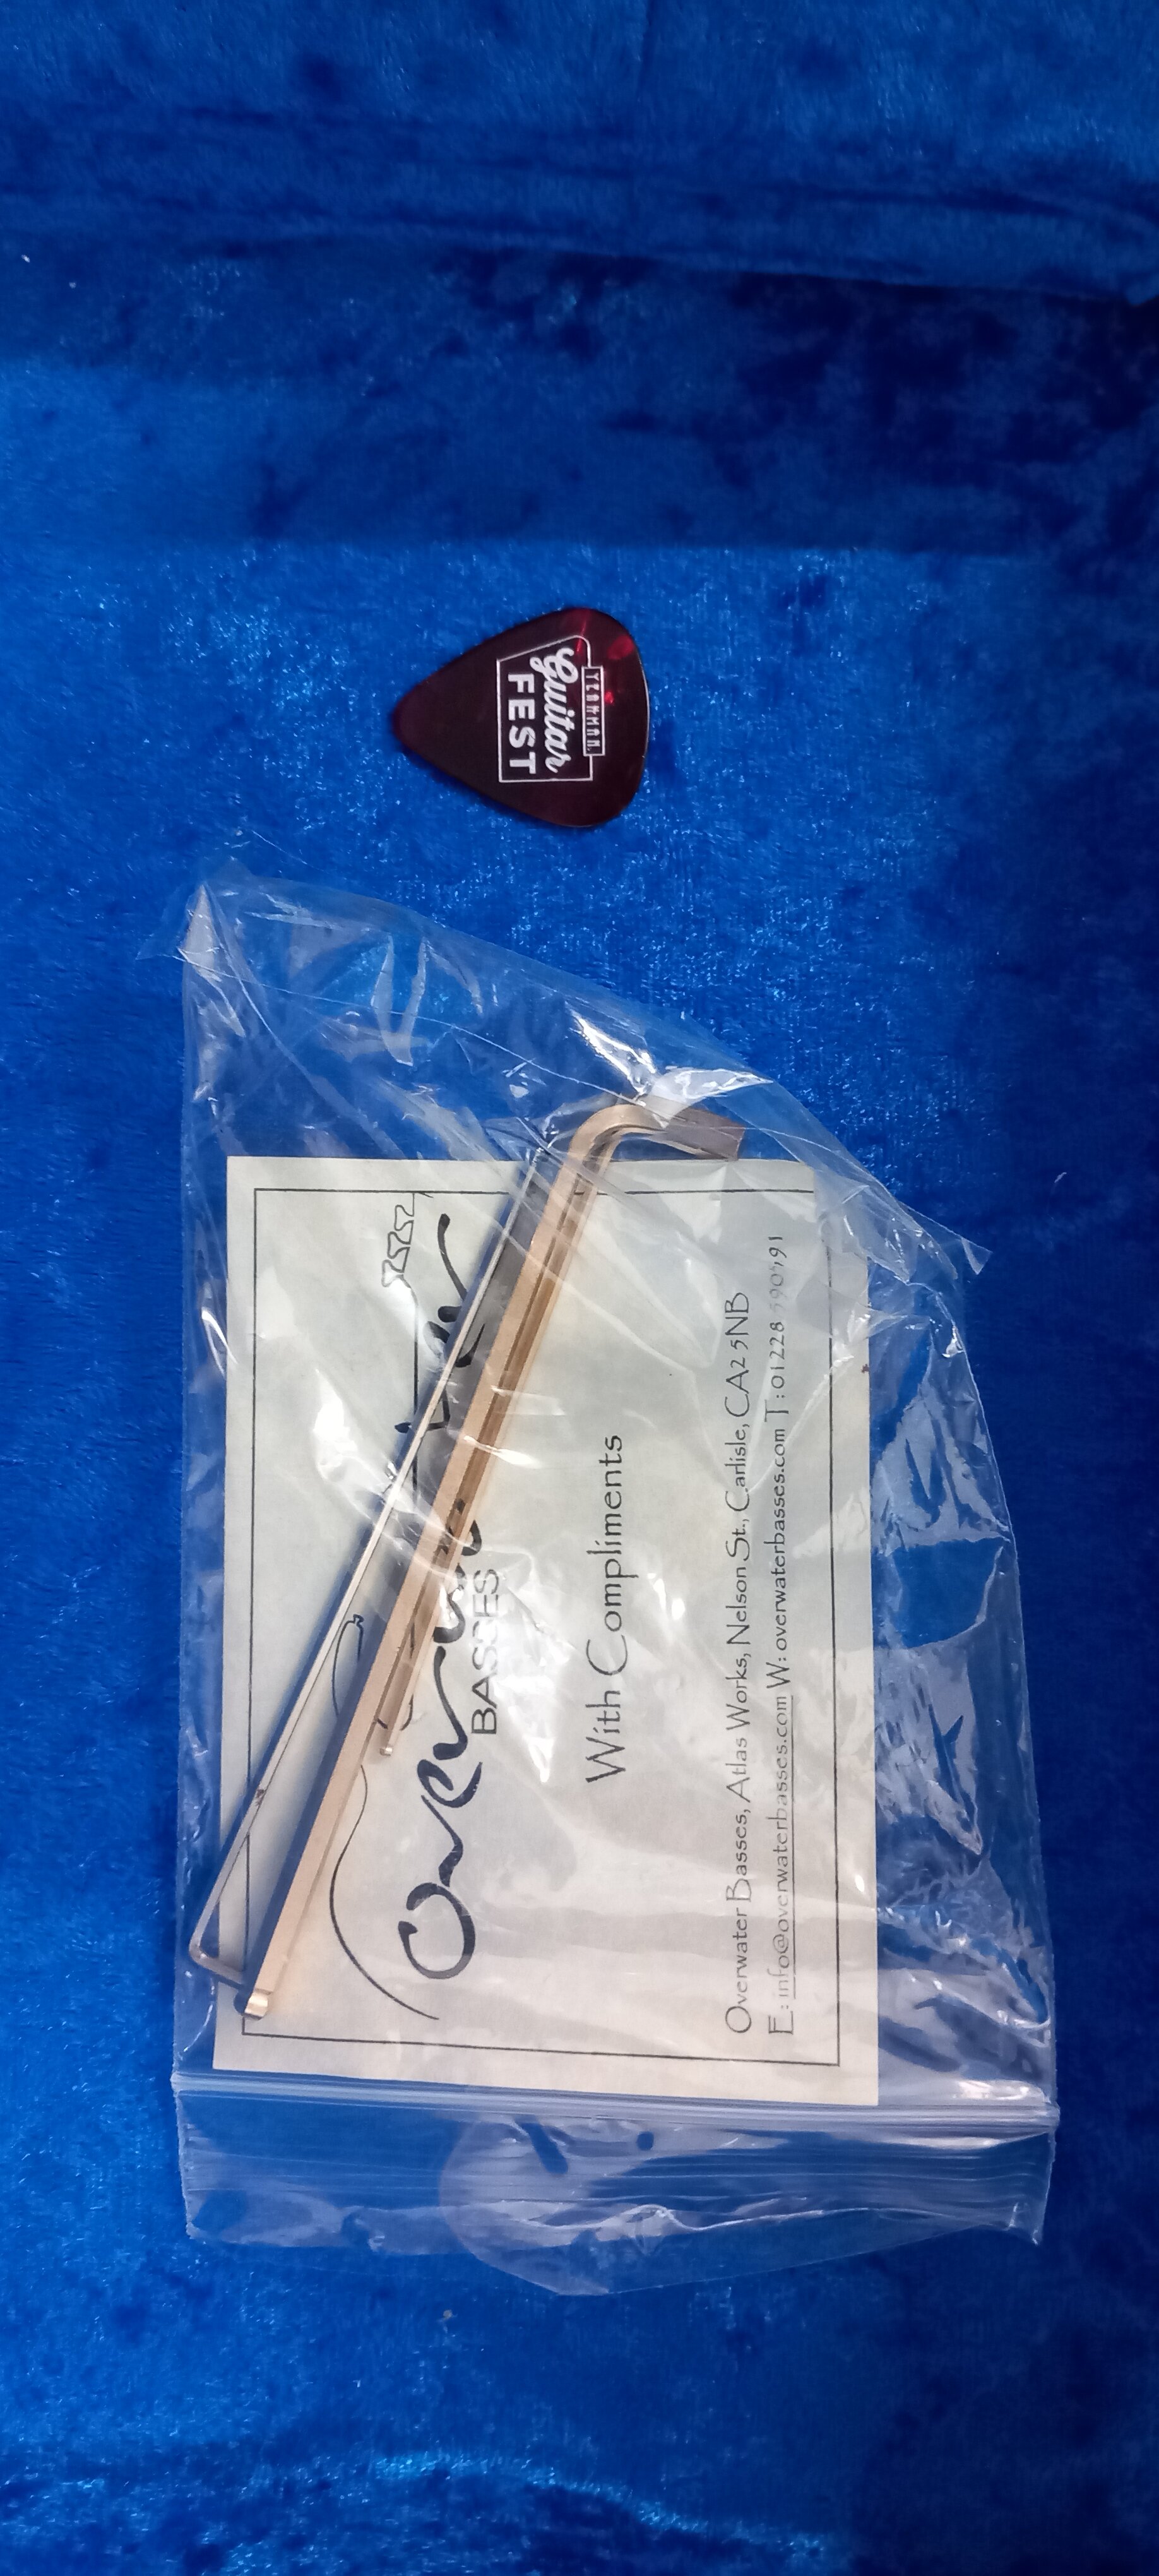 Guitar
FEST
Overwater
BASSES
With Compliments
Overwater Basses, Atlas Works, Nelson St., Carlisle, CA2 5NB
E: info@overwaterbasses.com W: overwaterbasses.com T: 01228 590591